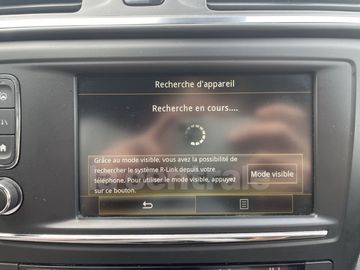 Recherche d'appareil
Recherche en cours....
Grâce au mode visible, vous avez la possibilité de
rechercher le système R-Link depuis votre
téléphone. Pour utiliser le mode visible, appuyez
sur ce bouton.
Mode visible